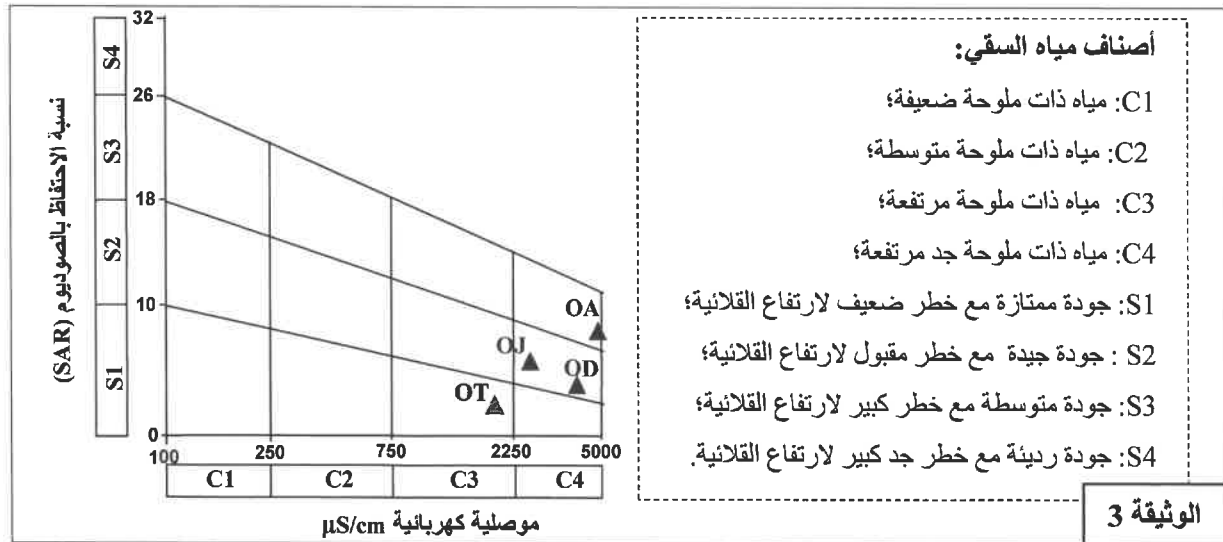 أصناف مياه السقي:
C1: مياه ذات ملوحة ضعيفة؛
C2: مياه ذات ملوحة متوسطة؛
C3: مياه ذات ملوحة مرتفعة؛
C4: مياه ذات ملوحة جد مرتفعة؛
S1: جودة ممتازة مع خطر ضعيف لارتفاع القلائية؛
S2 : جودة جيدة مع خطر مقبول لارتفاع القلائية؛
S3: جودة متوسطة مع خطر كبير لارتفاع القلائية؛
S4: جودة رديئة مع خطر جد كبير لارتفاع القلائية.
الوثيقة 3
نسبة الاحتفاظ بالصوديوم (SAR)
S4
S3
S2
S1
32
26
18
10
0
OA
OJ
OD
OT
100 250 750 2250 5000
C1 C2 C3 C4
موصلية كهربائية µS/cm